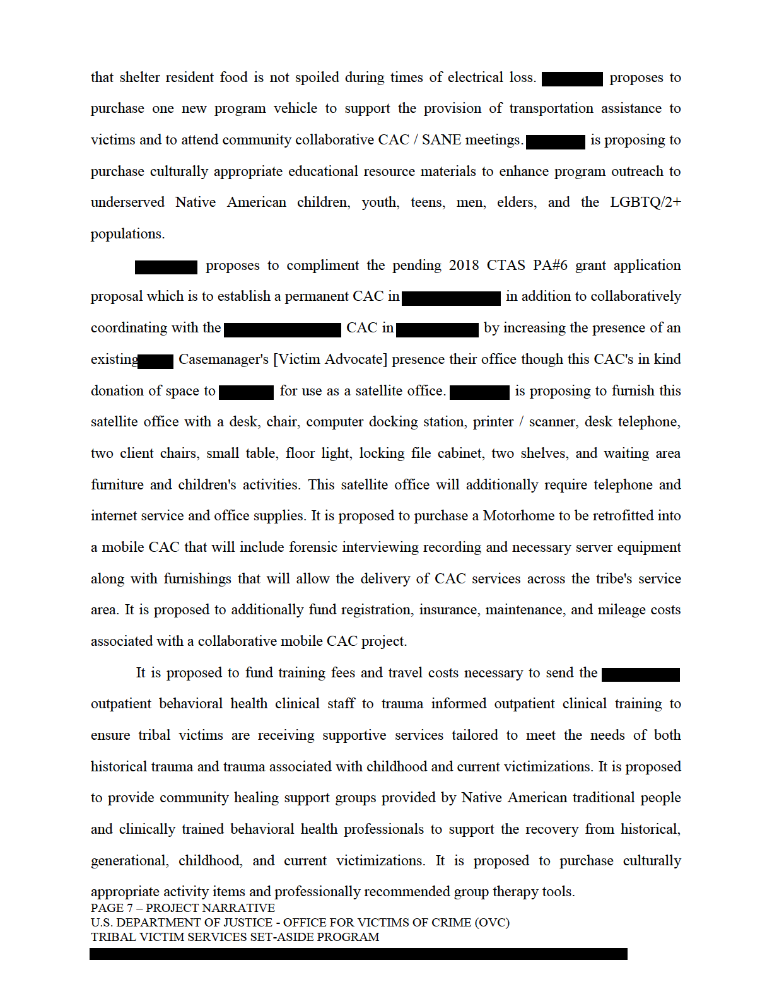 that shelter resident food is not spoiled during times of electrical loss. proposes to
purchase one new program vehicle to support the provision of transportation assistance to
victims and to attend community collaborative CAC / SANE meetings. is proposing to
purchase culturally appropriate educational resource materials to enhance program outreach to
underserved Native American children, youth, teens, men, elders, and the LGBTQ/2+
populations.
proposes to compliment the pending 2018 CTAS PA#6 grant application
proposal which is to establish a permanent CAC in in addition to collaboratively
coordinating with the CAC in by increasing the presence of an
existing Casemanager's [Victim Advocate] presence their office though this CAC's in kind
donation of space to for use as a satellite office. is proposing to furnish this
satellite office with a desk, chair, computer docking station, printer / scanner, desk telephone,
two client chairs, small table, floor light, locking file cabinet, two shelves, and waiting area
furniture and children's activities. This satellite office will additionally require telephone and
internet service and office supplies. It is proposed to purchase a Motorhome to be retrofitted into
a mobile CAC that will include forensic interviewing recording and necessary server equipment
along with furnishings that will allow the delivery of CAC services across the tribe's service
area. It is proposed to additionally fund registration, insurance, maintenance, and mileage costs
associated with a collaborative mobile CAC project.
It is proposed to fund training fees and travel costs necessary to send the
outpatient behavioral health clinical staff to trauma informed outpatient clinical training to
ensure tribal victims are receiving supportive services tailored to meet the needs of both
historical trauma and trauma associated with childhood and current victimizations. It is proposed
to provide community healing support groups provided by Native American traditional people
and clinically trained behavioral health professionals to support the recovery from historical,
generational, childhood, and current victimizations. It is proposed to purchase culturally
appropriate activity items and professionally recommended group therapy tools.
PAGE 7 – PROJECT NARRATIVE
U.S. DEPARTMENT OF JUSTICE - OFFICE FOR VICTIMS OF CRIME (OVC)
TRIBAL VICTIM SERVICES SET-ASIDE PROGRAM